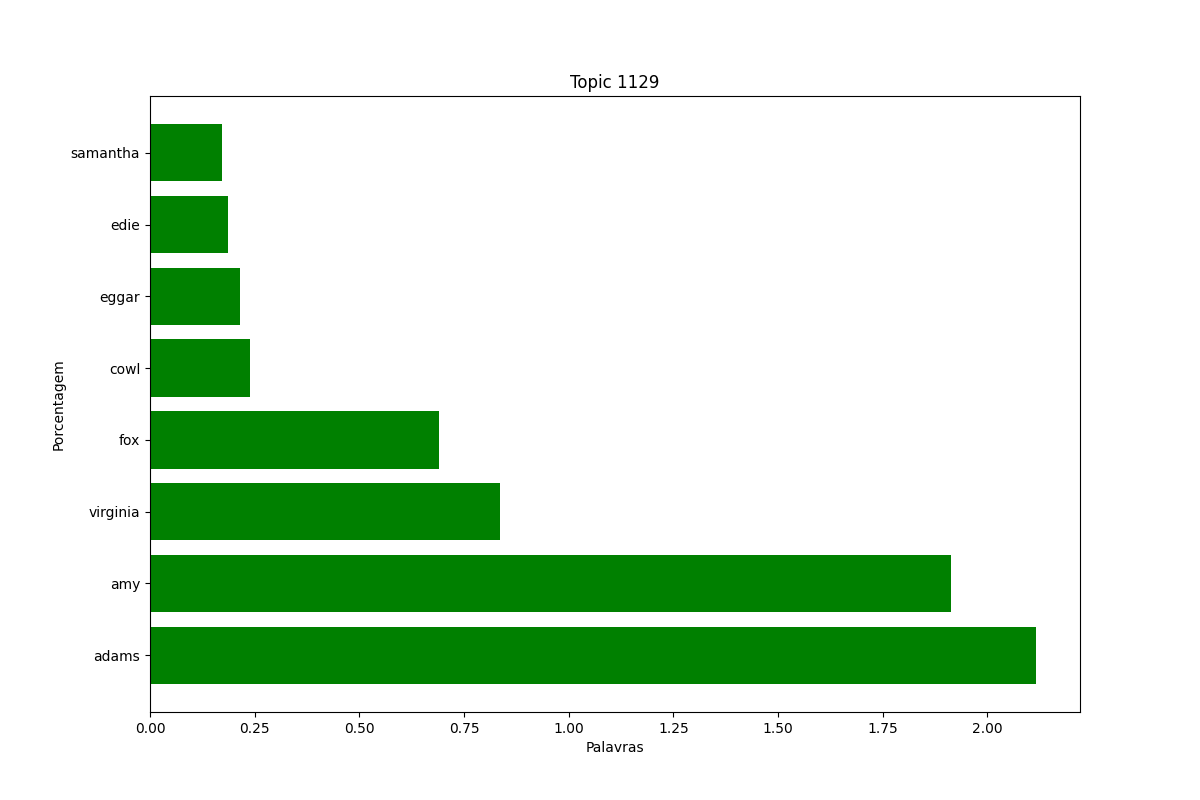 Topic 1129
samantha
edie
eggar
cowl
fox
virginia
amy
adams
Porcentagem
0.00 0.25 0.50 0.75 1.00 1.25 1.50 1.75 2.00
Palavras